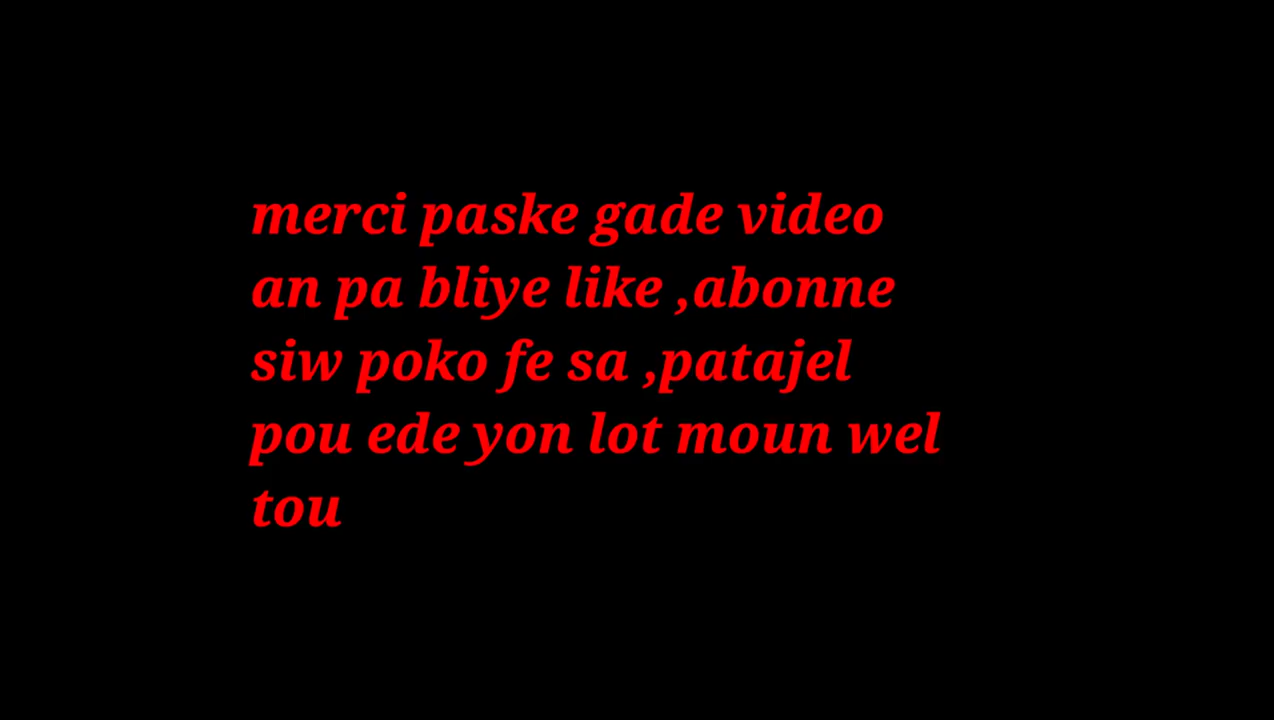 merci paske gade video
an pa bliye like ,abonne
siw poko fe sa ,patajel
pou ede yon lot moun wel
tou